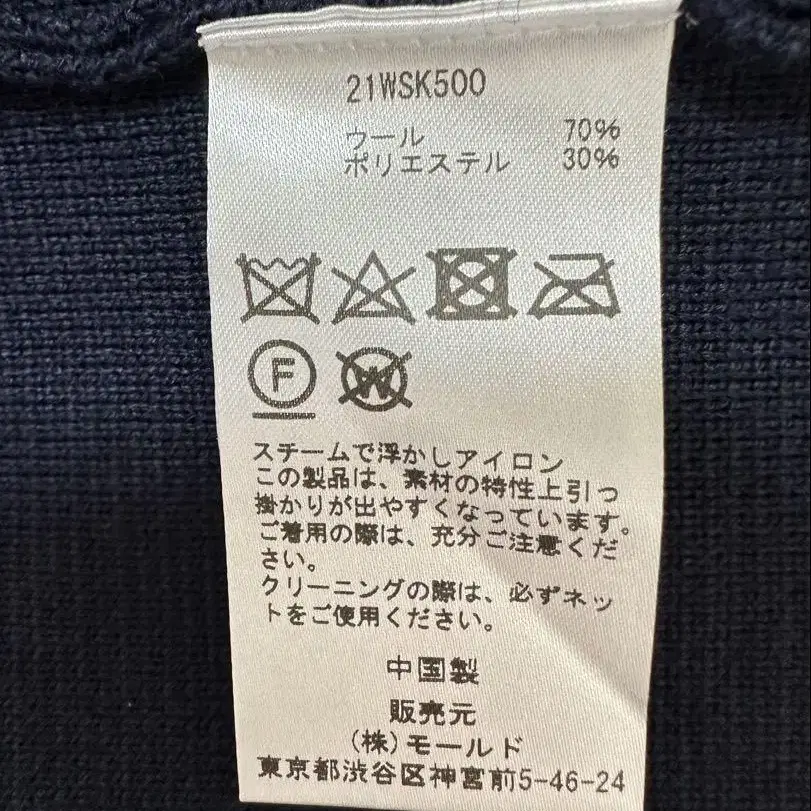 21WSK500
ウール 70%
ポリエステル 30%
F
W
スチームで浮かしアイロン
この製品は、素材の特性上引っ
掛かりが出やすくなっています。
ご着用の際は、充分ご注意くだ
さい。
クリーニングの際は、必ずネッ
トをご使用ください。
中国製
販売元
(株)モールド
東京都渋谷区神宮前5-46-24